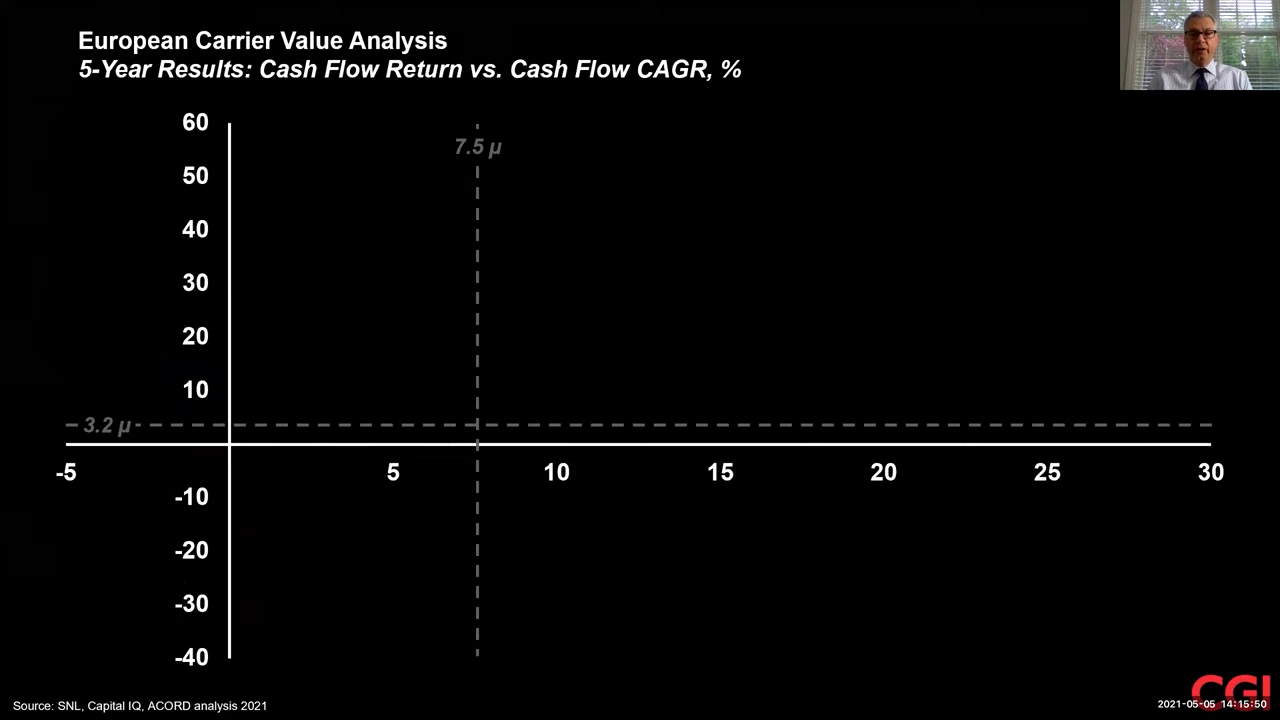 European Carrier Value Analysis
5-Year Results: Cash Flow Return vs. Cash Flow CAGR, %
60
7.5 µ
50
40
30
20
10
3.2 µ
-5 5 10 15 20 25 30
-10
-20
-30
-40
CGI
Source: SNL, Capital IQ, ACORD analysis 2021
2021-05-05 14:15:50